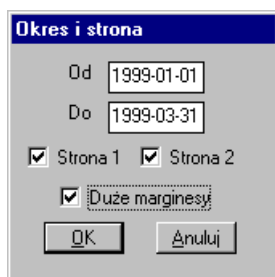 Okres i strona
Od 1999-01-01
Do 1999-03-31
Strona 1 Strona 2
Duże marginesy
OK Anuluj